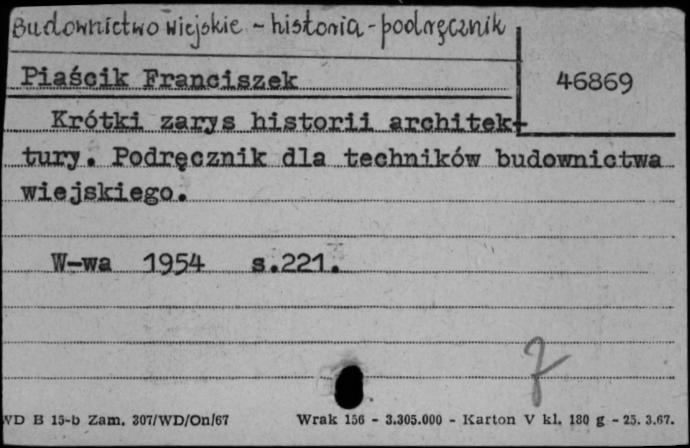 Budownictwo wiejskie - historia - podręcznik
Piaścik Franciszek
46869
Krótki zarys historii architek-
tury. Podręcznik dla techników budownictwa
wiejskiego.
W-wa 1954 s.221.
WD B 15-b Zam. 307/WD/On/67 Wrak 156 - 3.305.000 - Karton V kl. 180 g - 25. 3.67.